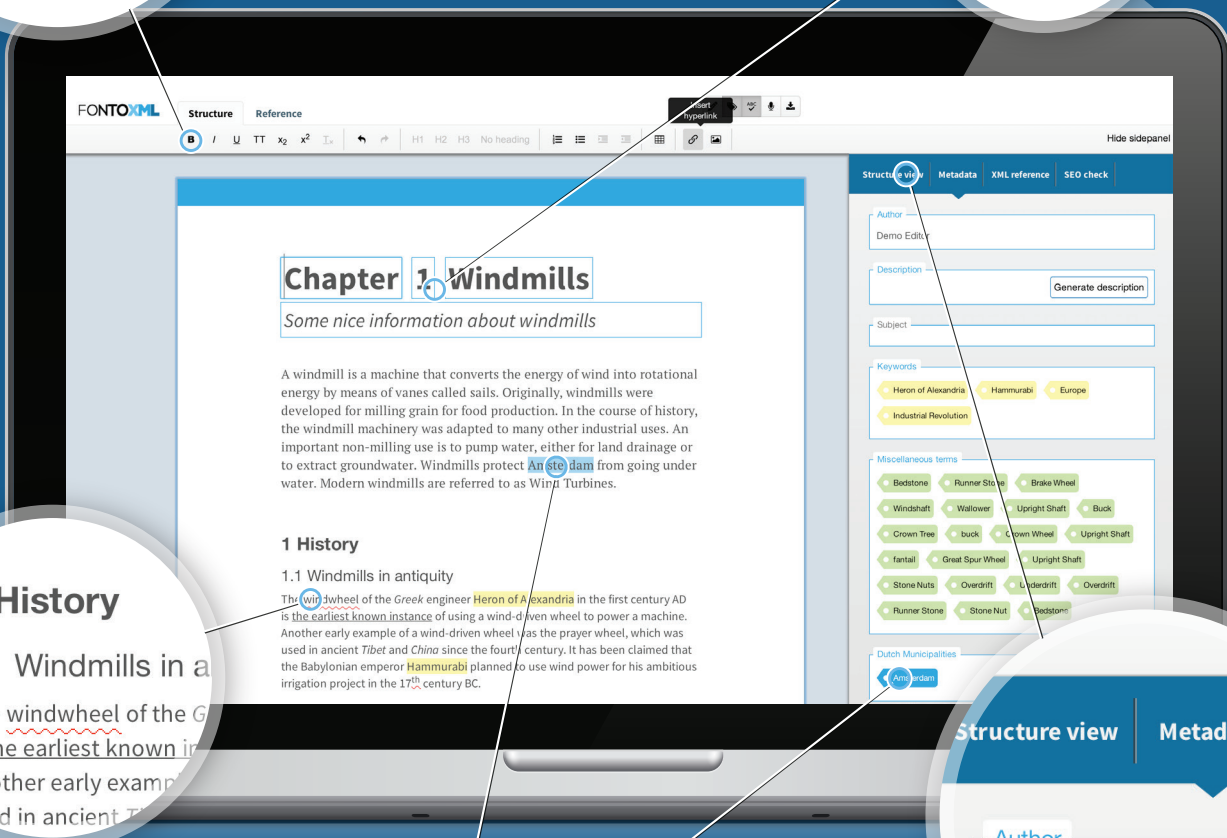 FONTOXML
Structure Reference
Insert hyperlink
ABC
B I U TT x₂ x² Tₓ H1 H2 H3 No heading
Hide sidepanel
Structure view Metadata XML reference SEO check
Chapter 1 Windmills
Some nice information about windmills
A windmill is a machine that converts the energy of wind into rotational
energy by means of vanes called sails. Originally, windmills were
developed for milling grain for food production. In the course of history,
the windmill machinery was adapted to many other industrial uses. An
important non-milling use is to pump water, either for land drainage or
to extract groundwater. Windmills protect Amsterdam from going under
water. Modern windmills are referred to as Wind Turbines.
1 History
1.1 Windmills in antiquity
The windwheel of the Greek engineer Heron of Alexandria in the first century AD
is the earliest known instance of using a wind-driven wheel to power a machine.
Another early example of a wind-driven wheel was the prayer wheel, which was
used in ancient Tibet and China since the fourth century. It has been claimed that
the Babylonian emperor Hammurabi planned to use wind power for his ambitious
irrigation project in the 17th century BC.
Author
Demo Editor
Description
Generate description
Subject
Keywords
Heron of Alexandria Hammurabi Europe
Industrial Revolution
Miscellaneous terms
Bedstone Runner Stone Brake Wheel
Windshaft Wallower Upright Shaft Buck
Crown Tree buck Crown Wheel Upright Shaft
fantail Great Spur Wheel Upright Shaft
Stone Nuts Overdrift Underdrift Overdrift
Runner Stone Stone Nut Bedstone
Dutch Municipalities
Amsterdam
History
Windmills in a
windwheel of the G
he earliest known in
other early examp
d in ancient Ti
Structure view Metad
Author